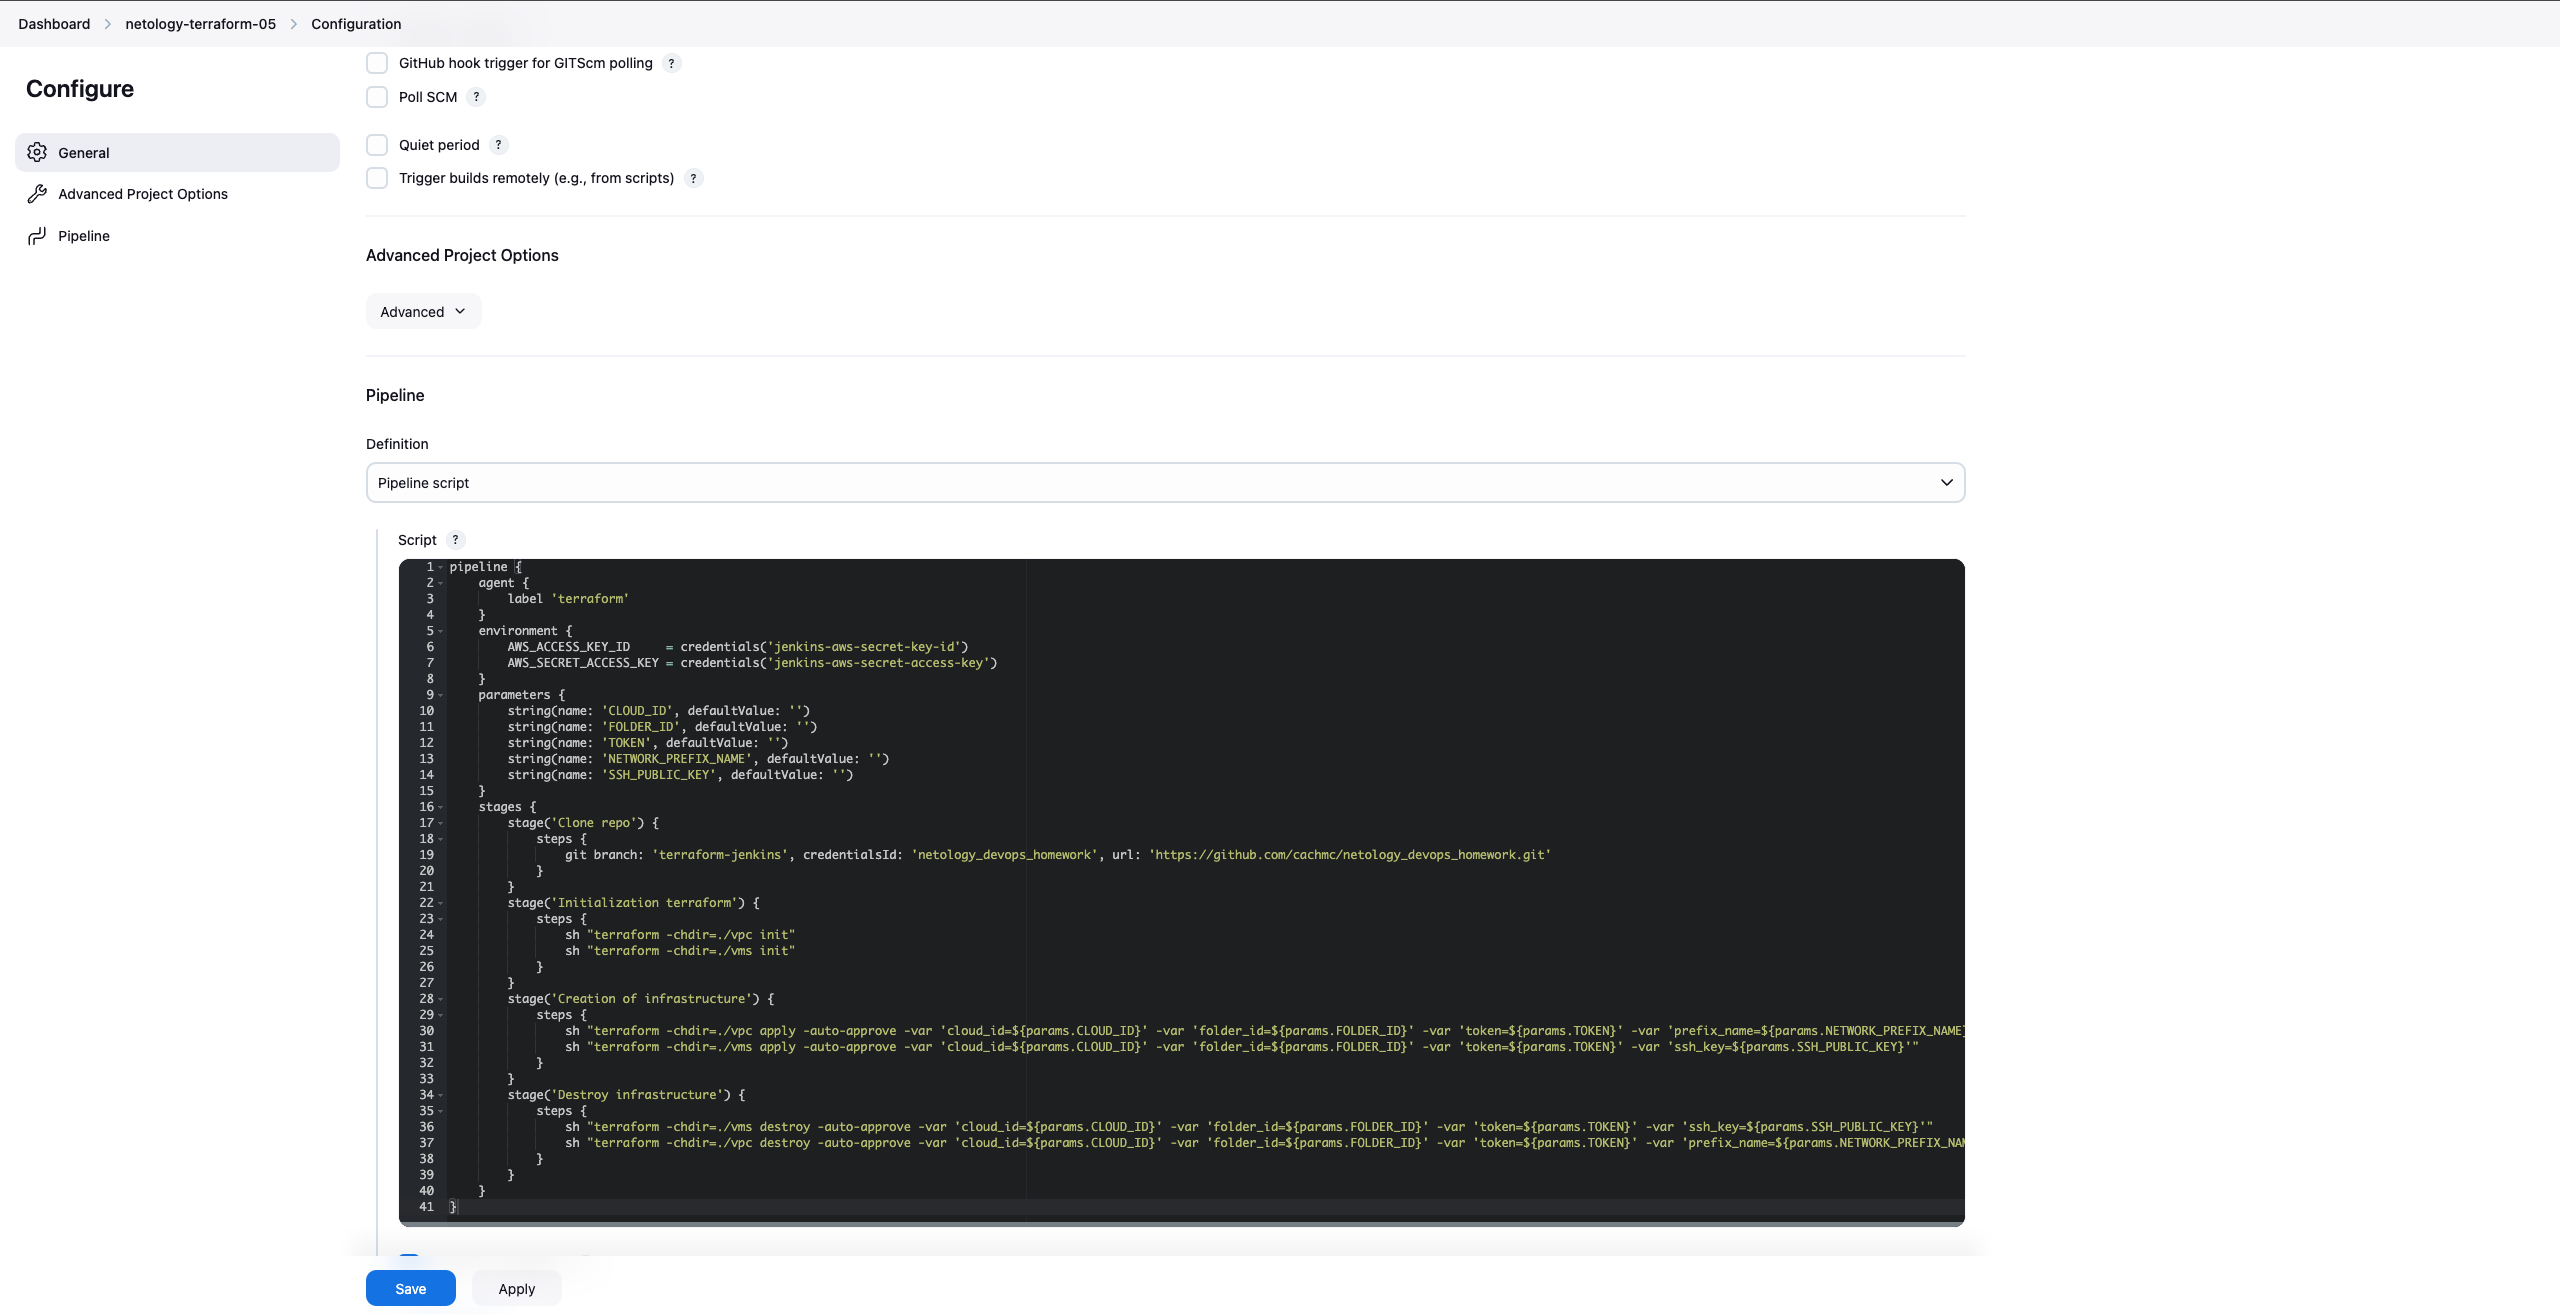 Dashboard > netology-terraform-05 > Configuration
Configure
General
Advanced Project Options
Pipeline
GitHub hook trigger for GITScm polling ?
Poll SCM ?
Quiet period ?
Trigger builds remotely (e.g., from scripts) ?
Advanced Project Options
Advanced
Pipeline
Definition
Pipeline script
Script ?
1 pipeline {
2     agent {
3         label 'terraform'
4     }
5     environment {
6         AWS_ACCESS_KEY_ID     = credentials('jenkins-aws-secret-key-id')
7         AWS_SECRET_ACCESS_KEY = credentials('jenkins-aws-secret-access-key')
8     }
9     parameters {
10         string(name: 'CLOUD_ID', defaultValue: '')
11         string(name: 'FOLDER_ID', defaultValue: '')
12         string(name: 'TOKEN', defaultValue: '')
13         string(name: 'NETWORK_PREFIX_NAME', defaultValue: '')
14         string(name: 'SSH_PUBLIC_KEY', defaultValue: '')
15     }
16     stages {
17         stage('Clone repo') {
18             steps {
19                 git branch: 'terraform-jenkins', credentialsId: 'netology_devops_homework', url: 'https://github.com/cachmc/netology_devops_homework.git'
20             }
21         }
22         stage('Initialization terraform') {
23             steps {
24                 sh "terraform -chdir=./vpc init"
25                 sh "terraform -chdir=./vms init"
26             }
27         }
28         stage('Creation of infrastructure') {
29             steps {
30                 sh "terraform -chdir=./vpc apply -auto-approve -var 'cloud_id=${params.CLOUD_ID}' -var 'folder_id=${params.FOLDER_ID}' -var 'token=${params.TOKEN}' -var 'prefix_name=${params.NETWORK_PREFIX_NAME}
31                 sh "terraform -chdir=./vms apply -auto-approve -var 'cloud_id=${params.CLOUD_ID}' -var 'folder_id=${params.FOLDER_ID}' -var 'token=${params.TOKEN}' -var 'ssh_key=${params.SSH_PUBLIC_KEY}'"
32             }
33         }
34         stage('Destroy infrastructure') {
35             steps {
36                 sh "terraform -chdir=./vms destroy -auto-approve -var 'cloud_id=${params.CLOUD_ID}' -var 'folder_id=${params.FOLDER_ID}' -var 'token=${params.TOKEN}' -var 'ssh_key=${params.SSH_PUBLIC_KEY}'"
37                 sh "terraform -chdir=./vpc destroy -auto-approve -var 'cloud_id=${params.CLOUD_ID}' -var 'folder_id=${params.FOLDER_ID}' -var 'token=${params.TOKEN}' -var 'prefix_name=${params.NETWORK_PREFIX_NA
38             }
39         }
40     }
41 }
Save
Apply